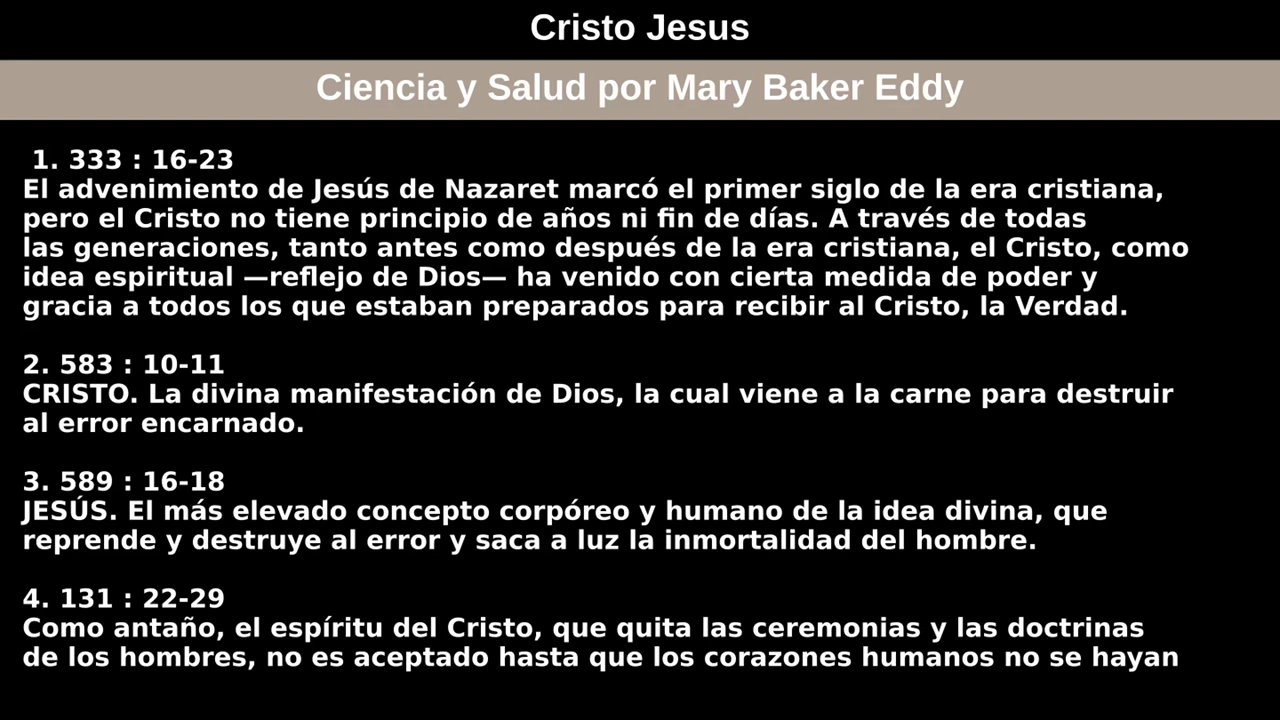 Cristo Jesus
Ciencia y Salud por Mary Baker Eddy
1. 333 : 16-23
El advenimiento de Jesús de Nazaret marcó el primer siglo de la era cristiana,
pero el Cristo no tiene principio de años ni fin de días. A través de todas
las generaciones, tanto antes como después de la era cristiana, el Cristo, como
idea espiritual —reflejo de Dios— ha venido con cierta medida de poder y
gracia a todos los que estaban preparados para recibir al Cristo, la Verdad.
2. 583 : 10-11
CRISTO. La divina manifestación de Dios, la cual viene a la carne para destruir
al error encarnado.
3. 589 : 16-18
JESÚS. El más elevado concepto corpóreo y humano de la idea divina, que
reprende y destruye al error y saca a luz la inmortalidad del hombre.
4. 131 : 22-29
Como antaño, el espíritu del Cristo, que quita las ceremonias y las doctrinas
de los hombres, no es aceptado hasta que los corazones humanos no se hayan